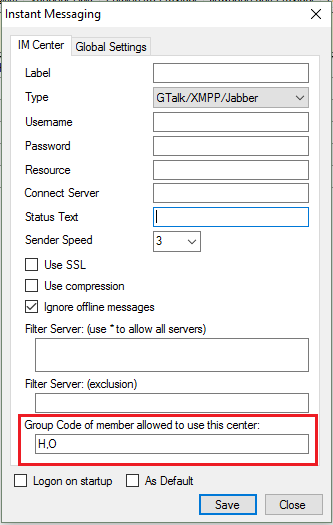 Instant Messaging
IM Center Global Settings
Label
Type GTalk/XMPP/Jabber
Username
Password
Resource
Connect Server
Status Text
Sender Speed 3
Use SSL
Use compression
Ignore offline messages
Filter Server: (use * to allow all servers)
Filter Server: (exclusion)
Group Code of member allowed to use this center:
H,O
Logon on startup As Default
Save Close